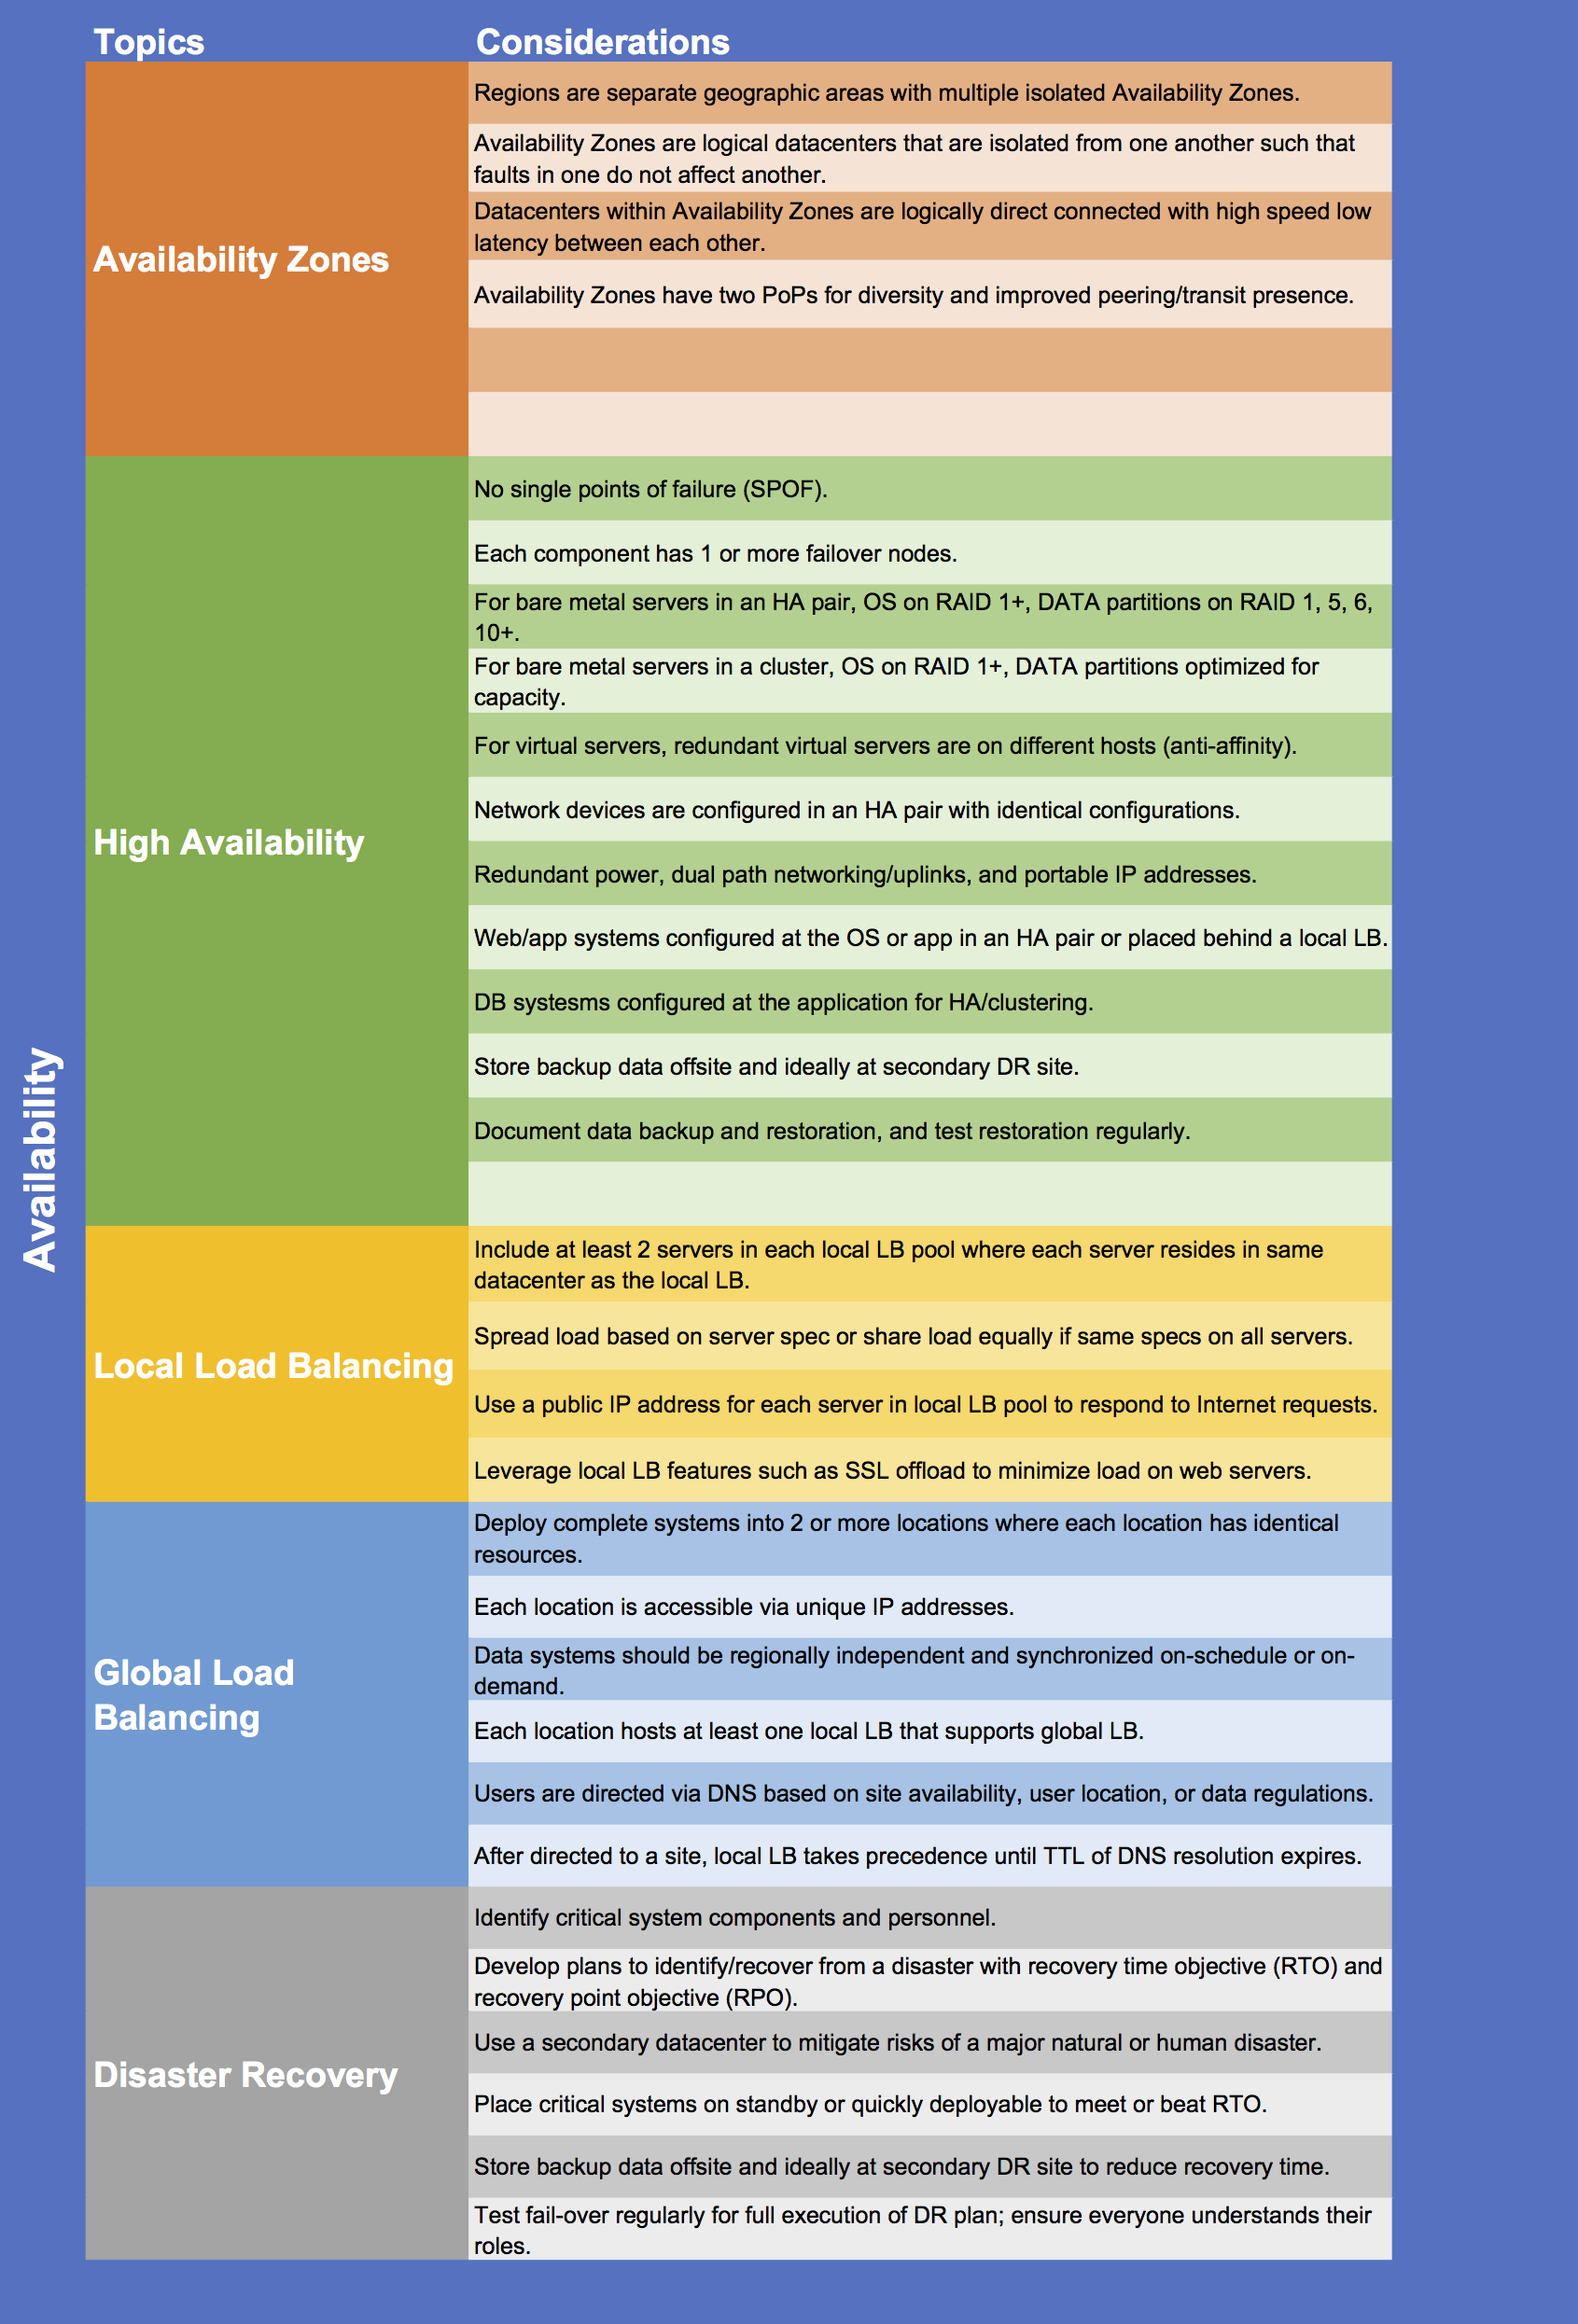 Topics
Considerations
Availability
Availability Zones
Regions are separate geographic areas with multiple isolated Availability Zones.
Availability Zones are logical datacenters that are isolated from one another such that
faults in one do not affect another.
Datacenters within Availability Zones are logically direct connected with high speed low
latency between each other.
Availability Zones have two PoPs for diversity and improved peering/transit presence.
High Availability
No single points of failure (SPOF).
Each component has 1 or more failover nodes.
For bare metal servers in an HA pair, OS on RAID 1+, DATA partitions on RAID 1, 5, 6,
10+.
For bare metal servers in a cluster, OS on RAID 1+, DATA partitions optimized for
capacity.
For virtual servers, redundant virtual servers are on different hosts (anti-affinity).
Network devices are configured in an HA pair with identical configurations.
Redundant power, dual path networking/uplinks, and portable IP addresses.
Web/app systems configured at the OS or app in an HA pair or placed behind a local LB.
DB systesms configured at the application for HA/clustering.
Store backup data offsite and ideally at secondary DR site.
Document data backup and restoration, and test restoration regularly.
Local Load Balancing
Include at least 2 servers in each local LB pool where each server resides in same
datacenter as the local LB.
Spread load based on server spec or share load equally if same specs on all servers.
Use a public IP address for each server in local LB pool to respond to Internet requests.
Leverage local LB features such as SSL offload to minimize load on web servers.
Global Load
Balancing
Deploy complete systems into 2 or more locations where each location has identical
resources.
Each location is accessible via unique IP addresses.
Data systems should be regionally independent and synchronized on-schedule or on-
demand.
Each location hosts at least one local LB that supports global LB.
Users are directed via DNS based on site availability, user location, or data regulations.
After directed to a site, local LB takes precedence until TTL of DNS resolution expires.
Disaster Recovery
Identify critical system components and personnel.
Develop plans to identify/recover from a disaster with recovery time objective (RTO) and
recovery point objective (RPO).
Use a secondary datacenter to mitigate risks of a major natural or human disaster.
Place critical systems on standby or quickly deployable to meet or beat RTO.
Store backup data offsite and ideally at secondary DR site to reduce recovery time.
Test fail-over regularly for full execution of DR plan; ensure everyone understands their
roles.